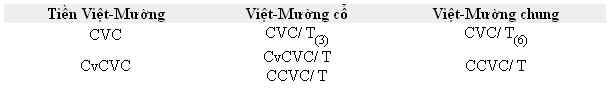 Tiền Việt-Mường Việt-Mường cổ Việt-Mường chung
CVC CVC/ T(3) CVC/ T(6)
CvCVC CvCVC/ T CCVC/ T
CCVC/ T